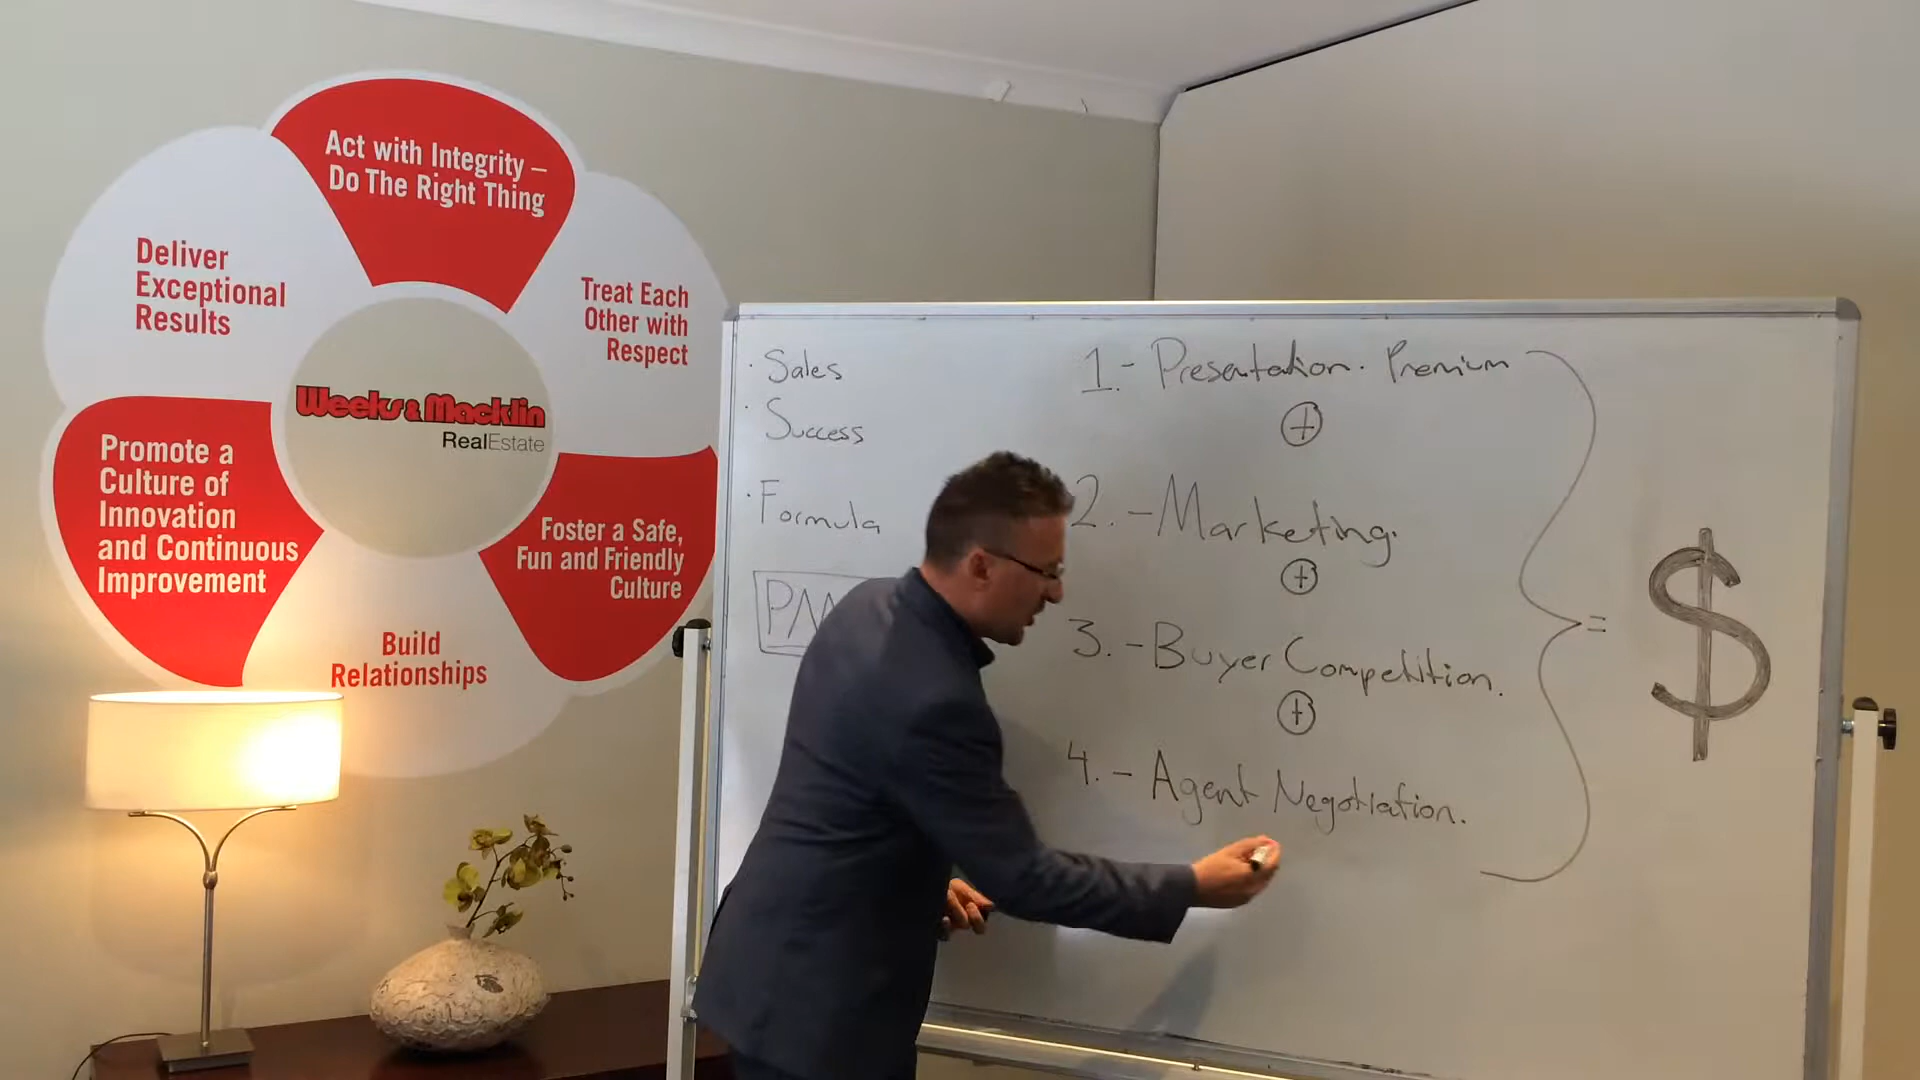 Act with Integrity –
Do The Right Thing
Treat Each
Other with
Respect
Foster a Safe,
Fun and Friendly
Culture
Build
Relationships
Promote a
Culture of
Innovation
and Continuous
Improvement
Deliver
Exceptional
Results
Weeks & Macklin
RealEstate
· Sales
· Success
· Formula
1. - Presentation. Premium
+
2. - Marketing.
+
3. - Buyer Competition.
+
4. - Agent Negotiation.
= $